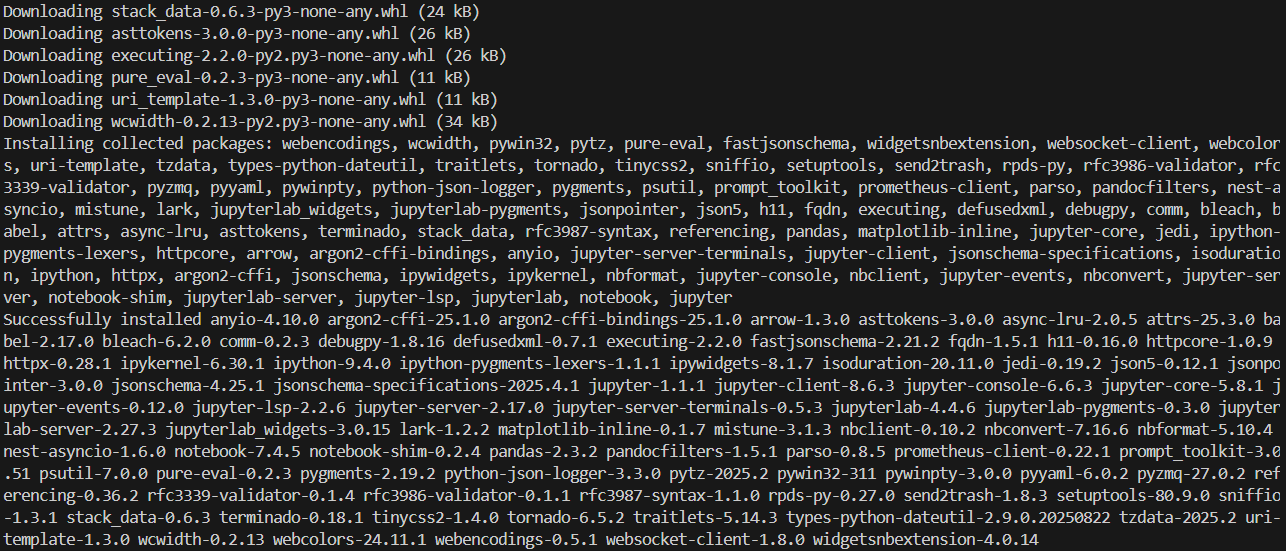 Downloading stack_data-0.6.3-py3-none-any.whl (24 kB)
Downloading asttokens-3.0.0-py3-none-any.whl (26 kB)
Downloading executing-2.2.0-py2.py3-none-any.whl (26 kB)
Downloading pure_eval-0.2.3-py3-none-any.whl (11 kB)
Downloading uri_template-1.3.0-py3-none-any.whl (11 kB)
Downloading wcwidth-0.2.13-py2.py3-none-any.whl (34 kB)
Installing collected packages: webencodings, wcwidth, pywin32, pytz, pure-eval, fastjsonschema, widgetsnbextension, websocket-client, webcolor
s, uri-template, tzdata, types-python-dateutil, traitlets, tornado, tinycss2, sniffio, setuptools, send2trash, rpds-py, rfc3986-validator, rfc
3339-validator, pyzmq, pyyaml, pywinpty, python-json-logger, pygments, psutil, prompt_toolkit, prometheus-client, parso, pandocfilters, nest-a
syncio, mistune, lark, jupyterlab_widgets, jupyterlab-pygments, jsonpointer, json5, h11, fqdn, executing, defusedxml, debugpy, comm, bleach, b
abel, attrs, async-lru, asttokens, terminado, stack_data, rfc3987-syntax, referencing, pandas, matplotlib-inline, jupyter-core, jedi, ipython-
pygments-lexers, httpcore, arrow, argon2-cffi-bindings, anyio, jupyter-server-terminals, jupyter-client, jsonschema-specifications, isoduratio
n, ipython, httpx, argon2-cffi, jsonschema, ipywidgets, ipykernel, nbformat, jupyter-console, nbclient, jupyter-events, nbconvert, jupyter-ser
ver, notebook-shim, jupyterlab-server, jupyter-lsp, jupyterlab, notebook, jupyter
Successfully installed anyio-4.10.0 argon2-cffi-25.1.0 argon2-cffi-bindings-25.1.0 arrow-1.3.0 asttokens-3.0.0 async-lru-2.0.5 attrs-25.3.0 ba
bel-2.17.0 bleach-6.2.0 comm-0.2.3 debugpy-1.8.16 defusedxml-0.7.1 executing-2.2.0 fastjsonschema-2.21.2 fqdn-1.5.1 h11-0.16.0 httpcore-1.0.9
httpx-0.28.1 ipykernel-6.30.1 ipython-9.4.0 ipython-pygments-lexers-1.1.1 ipywidgets-8.1.7 isoduration-20.11.0 jedi-0.19.2 json5-0.12.1 jsonpo
inter-3.0.0 jsonschema-4.25.1 jsonschema-specifications-2025.4.1 jupyter-1.1.1 jupyter-client-8.6.3 jupyter-console-6.6.3 jupyter-core-5.8.1 j
upyter-events-0.12.0 jupyter-lsp-2.2.6 jupyter-server-2.17.0 jupyter-server-terminals-0.5.3 jupyterlab-4.4.6 jupyterlab-pygments-0.3.0 jupyter
lab-server-2.27.3 jupyterlab_widgets-3.0.15 lark-1.2.2 matplotlib-inline-0.1.7 mistune-3.1.3 nbclient-0.10.2 nbconvert-7.16.6 nbformat-5.10.4
nest-asyncio-1.6.0 notebook-7.4.5 notebook-shim-0.2.4 pandas-2.3.2 pandocfilters-1.5.1 parso-0.8.5 prometheus-client-0.22.1 prompt_toolkit-3.0
.51 psutil-7.0.0 pure-eval-0.2.3 pygments-2.19.2 python-json-logger-3.3.0 pytz-2025.2 pywin32-311 pywinpty-3.0.0 pyyaml-6.0.2 pyzmq-27.0.2 ref
erencing-0.36.2 rfc3339-validator-0.1.4 rfc3986-validator-0.1.1 rfc3987-syntax-1.1.0 rpds-py-0.27.0 send2trash-1.8.3 setuptools-80.9.0 sniffio
-1.3.1 stack_data-0.6.3 terminado-0.18.1 tinycss2-1.4.0 tornado-6.5.2 traitlets-5.14.3 types-python-dateutil-2.9.0.20250822 tzdata-2025.2 uri-
template-1.3.0 wcwidth-0.2.13 webcolors-24.11.1 webencodings-0.5.1 websocket-client-1.8.0 widgetsnbextension-4.0.14